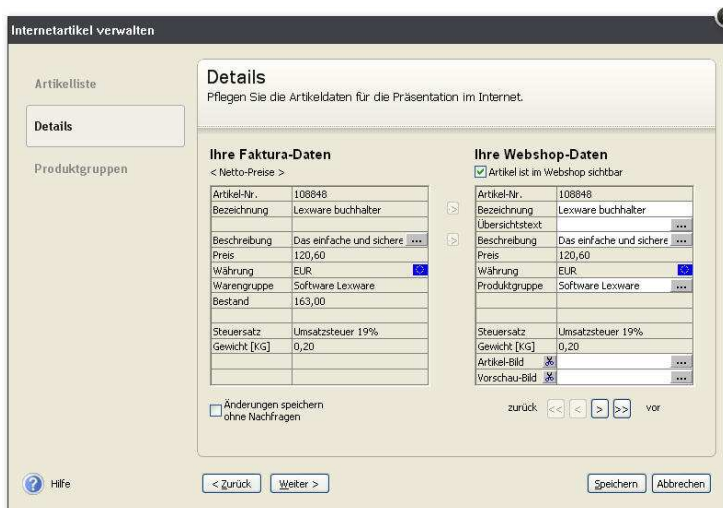 Internetartikel verwalten
Artikelliste
Details
Produktgruppen
Details
Pflegen Sie die Artikeldaten für die Präsentation im Internet.
Ihre Faktura-Daten
< Netto-Preise >
Artikel-Nr. 108848
Bezeichnung Lexware buchhalter
Beschreibung Das einfache und sichere ...
Preis 120,60
Währung EUR
Warengruppe Software Lexware
Bestand 163,00
Steuersatz Umsatzsteuer 19%
Gewicht [KG] 0,20
Änderungen speichern
ohne Nachfragen
Ihre Webshop-Daten
Artikel ist im Webshop sichtbar
Artikel-Nr. 108848
> Bezeichnung Lexware buchhalter
Übersichtstext ...
> Beschreibung Das einfache und sichere ...
Preis 120,60
Währung EUR
Produktgruppe Software Lexware ...
Steuersatz Umsatzsteuer 19%
Gewicht [KG] 0,20
Artikel-Bild ...
Vorschau-Bild ...
zurück << < > >> vor
? Hilfe
< Zurück
Weiter >
Speichern
Abbrechen